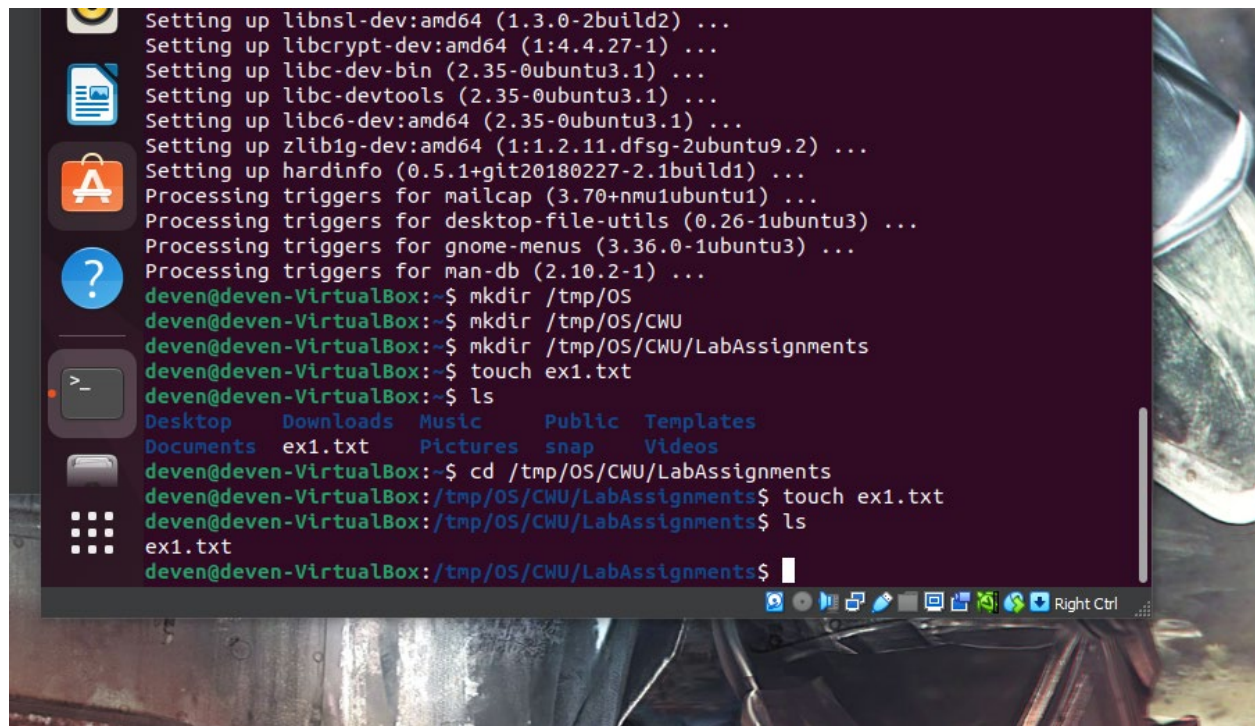 Setting up libnsl-dev:amd64 (1.3.0-2build2) ...
Setting up libcrypt-dev:amd64 (1:4.4.27-1) ...
Setting up libc-dev-bin (2.35-0ubuntu3.1) ...
Setting up libc-devtools (2.35-0ubuntu3.1) ...
Setting up libc6-dev:amd64 (2.35-0ubuntu3.1) ...
Setting up zlib1g-dev:amd64 (1:1.2.11.dfsg-2ubuntu9.2) ...
Setting up hardinfo (0.5.1+git20180227-2.1build1) ...
Processing triggers for mailcap (3.70+nmu1ubuntu1) ...
Processing triggers for desktop-file-utils (0.26-1ubuntu3) ...
Processing triggers for gnome-menus (3.36.0-1ubuntu3) ...
Processing triggers for man-db (2.10.2-1) ...
deven@deven-VirtualBox:~$ mkdir /tmp/OS
deven@deven-VirtualBox:~$ mkdir /tmp/OS/CWU
deven@deven-VirtualBox:~$ mkdir /tmp/OS/CWU/LabAssignments
deven@deven-VirtualBox:~$ touch ex1.txt
deven@deven-VirtualBox:~$ ls
Desktop Downloads Music Public Templates
Documents ex1.txt Pictures snap Videos
deven@deven-VirtualBox:~$ cd /tmp/OS/CWU/LabAssignments
deven@deven-VirtualBox:/tmp/OS/CWU/LabAssignments$ touch ex1.txt
deven@deven-VirtualBox:/tmp/OS/CWU/LabAssignments$ ls
ex1.txt
deven@deven-VirtualBox:/tmp/OS/CWU/LabAssignments$
Right Ctrl